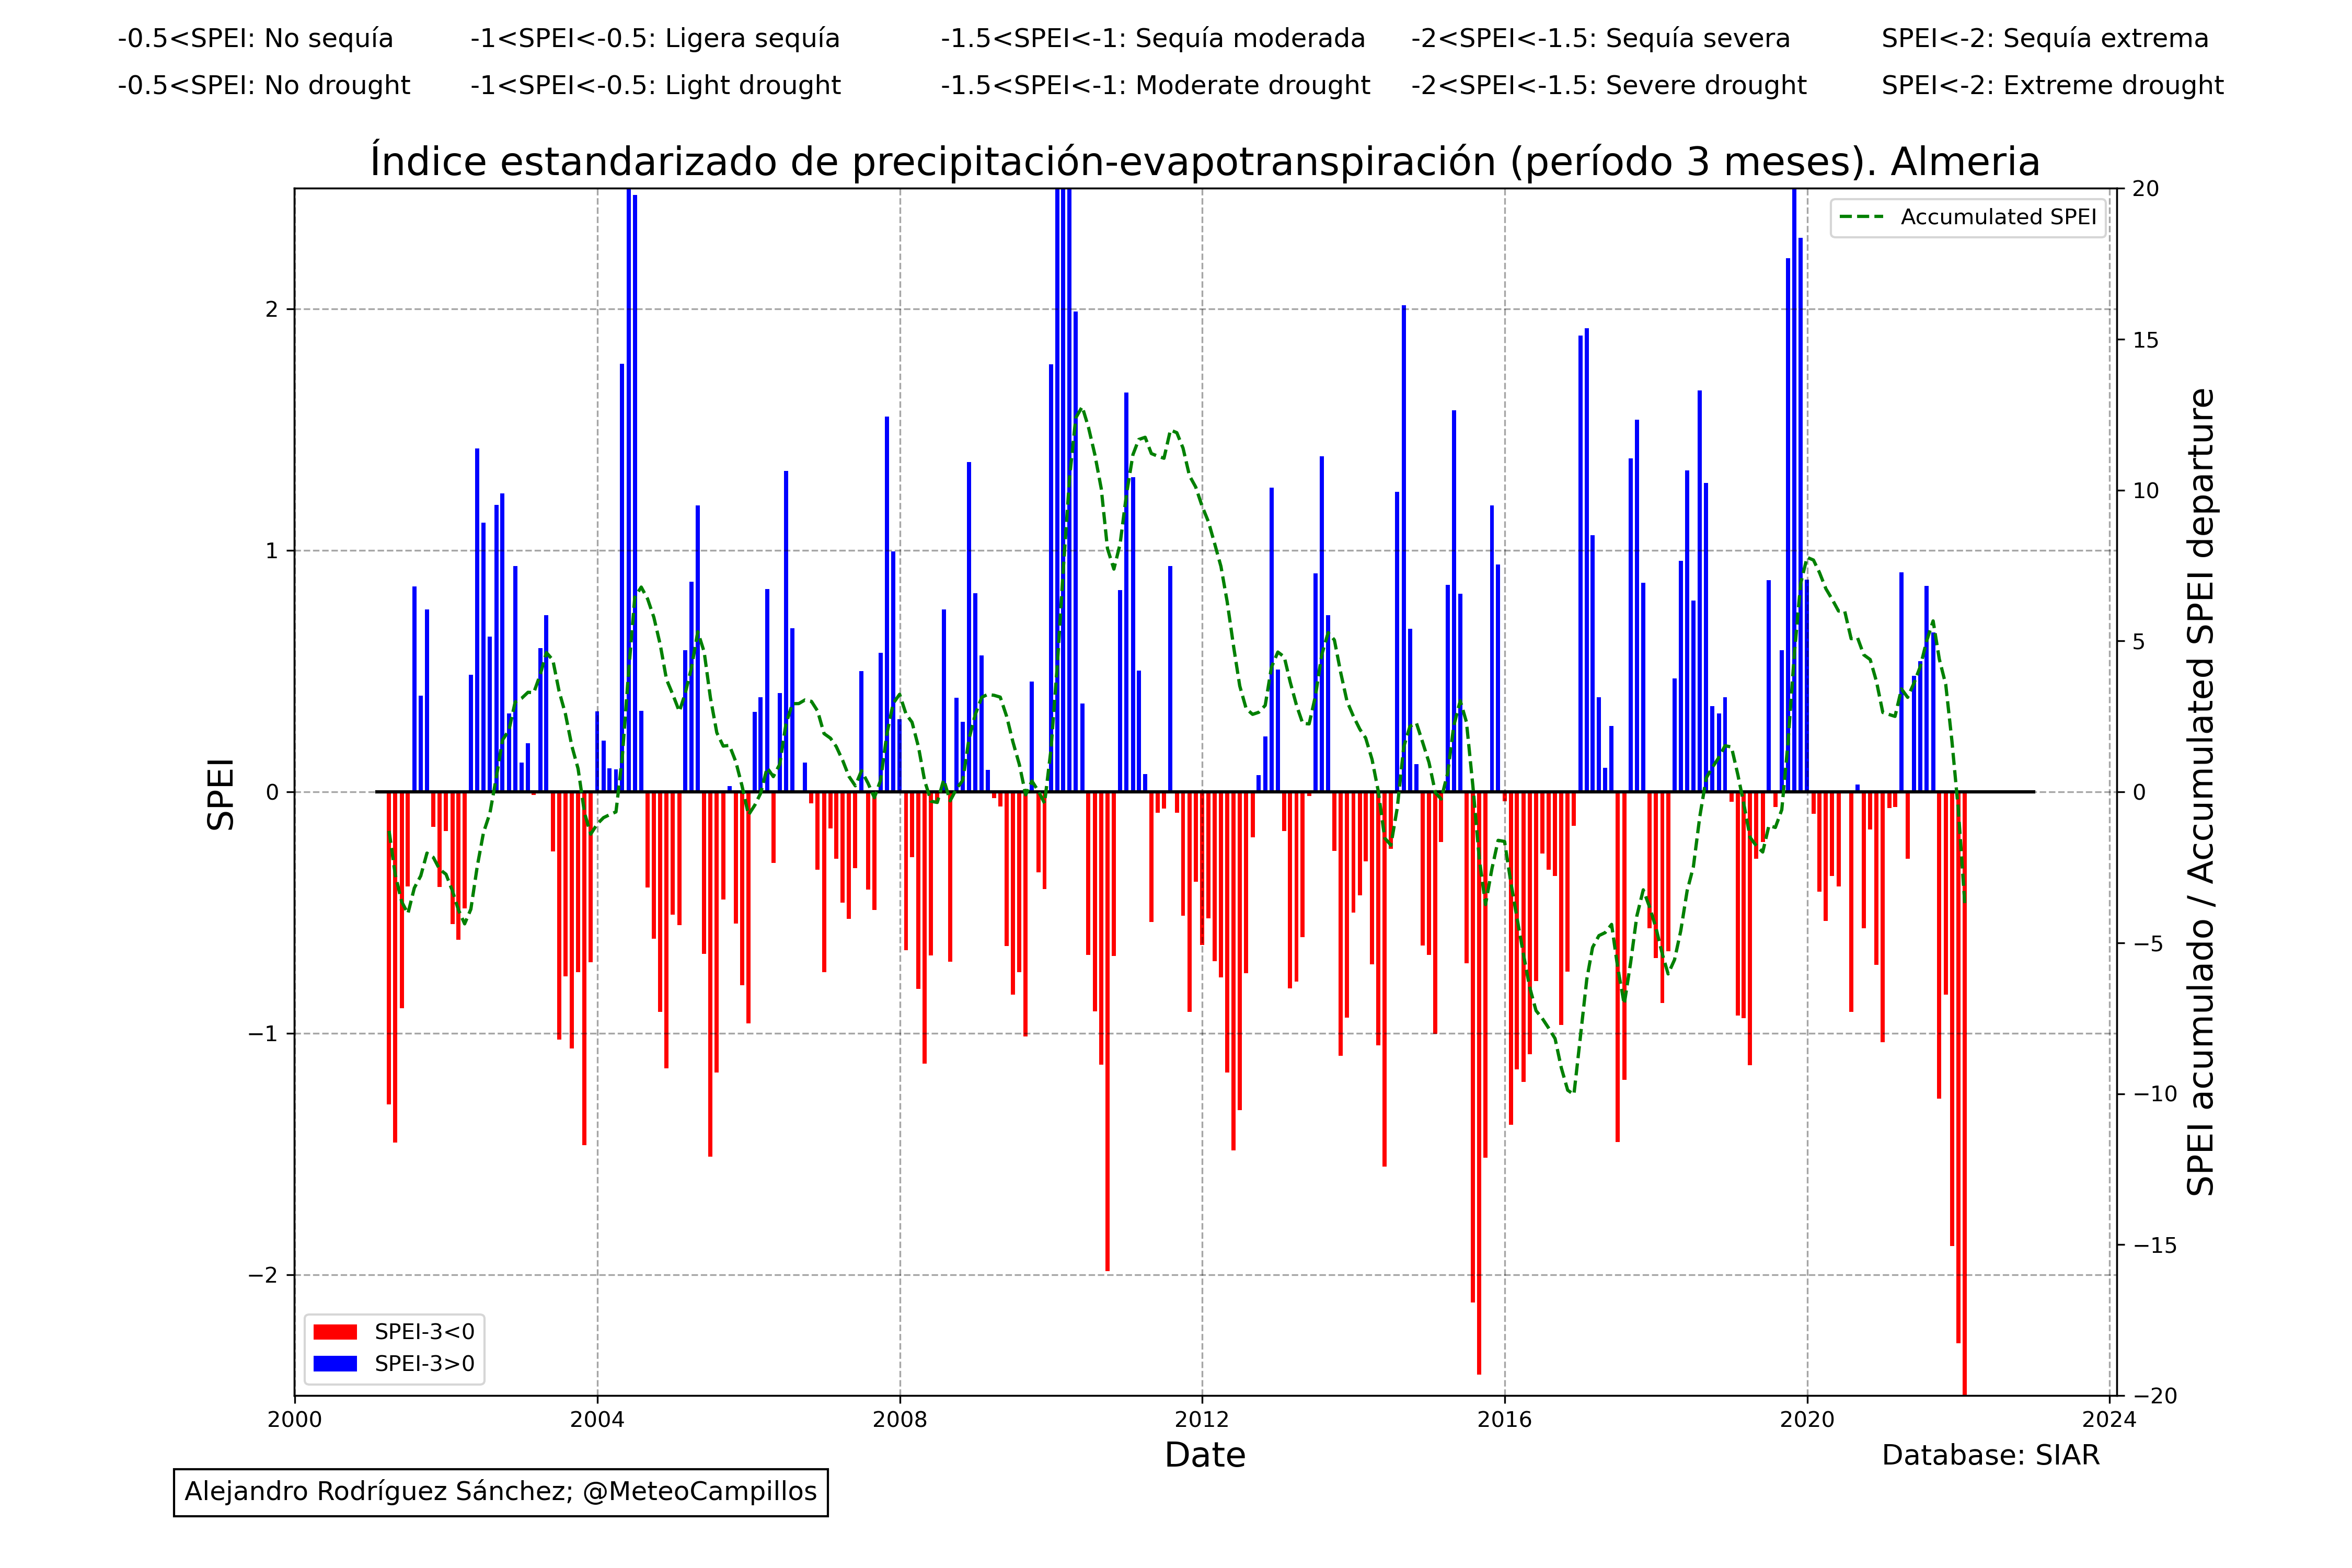 -0.5<SPEI: No sequía
-1<SPEI<-0.5: Ligera sequía
-1.5<SPEI<-1: Sequía moderada
-2<SPEI<-1.5: Sequía severa
SPEI<-2: Sequía extrema
-0.5<SPEI: No drought
-1<SPEI<-0.5: Light drought
-1.5<SPEI<-1: Moderate drought
-2<SPEI<-1.5: Severe drought
SPEI<-2: Extreme drought
Índice estandarizado de precipitación-evapotranspiración (período 3 meses). Almeria
Accumulated SPEI
SPEI
2
1
0
−1
−2
20
15
10
5
0
−5
−10
−15
−20
SPEI acumulado / Accumulated SPEI departure
SPEI-3<0
SPEI-3>0
2000
2004
2008
2012
2016
2020
2024
Date
Database: SIAR
Alejandro Rodríguez Sánchez; @MeteoCampillos